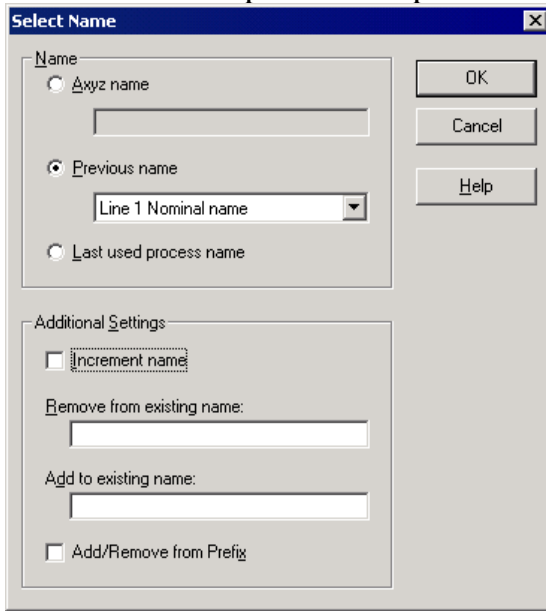 Select Name
Name
Axyz name
OK
Cancel
Previous name
Help
Line 1 Nominal name
Last used process name
Additional Settings
Increment name
Remove from existing name:
Add to existing name:
Add/Remove from Prefix